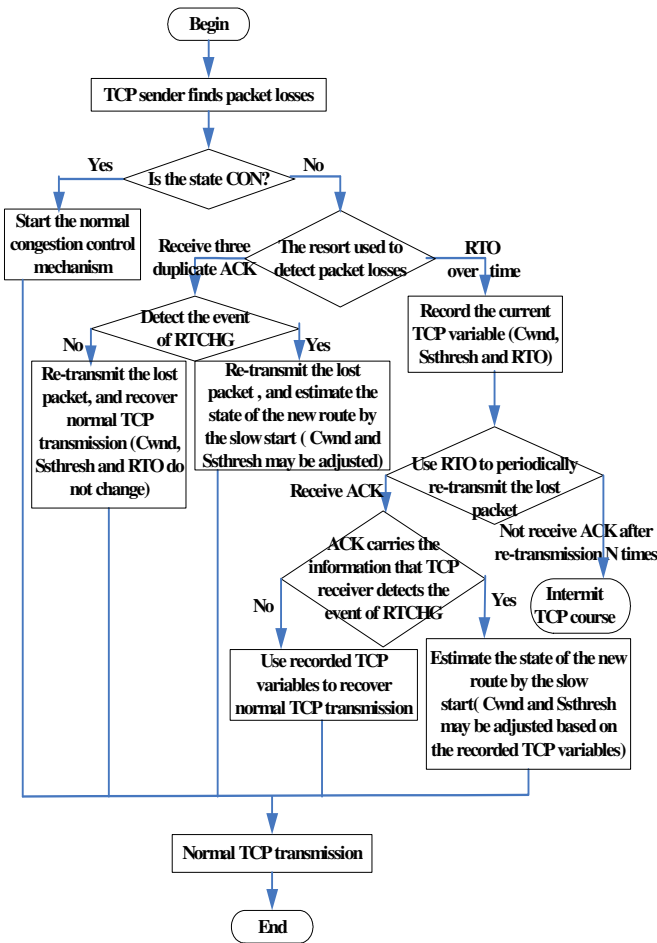 Begin
TCP sender finds packet losses
Yes
No
Is the state CON?
Start the normal
congestion control
mechanism
Receive three
duplicate ACK
The resort used to
detect packet losses
RTO
over time
Detect the event
of RTCHG
Record the current
TCP variable (Cwnd,
Ssthresh and RTO)
No
Yes
Re-transmit the lost
packet, and recover
normal TCP
transmission (Cwnd,
Ssthresh and RTO do
not change)
Re-transmit the lost
packet , and estimate the
state of the new route by
the slow start ( Cwnd and
Ssthresh may be adjusted)
Use RTO to periodically
re-transmit the lost
packet
Receive ACK
Not receive ACK after
re-transmission N times
ACK carries the
information that TCP
receiver detects the
event of RTCHG
Intermit
TCP course
No
Yes
Use recorded TCP
variables to recover
normal TCP transmission
Estimate the state of the new
route by the slow
start( Cwnd and Ssthresh
may be adjusted based on
the recorded TCP variables)
Normal TCP transmission
End